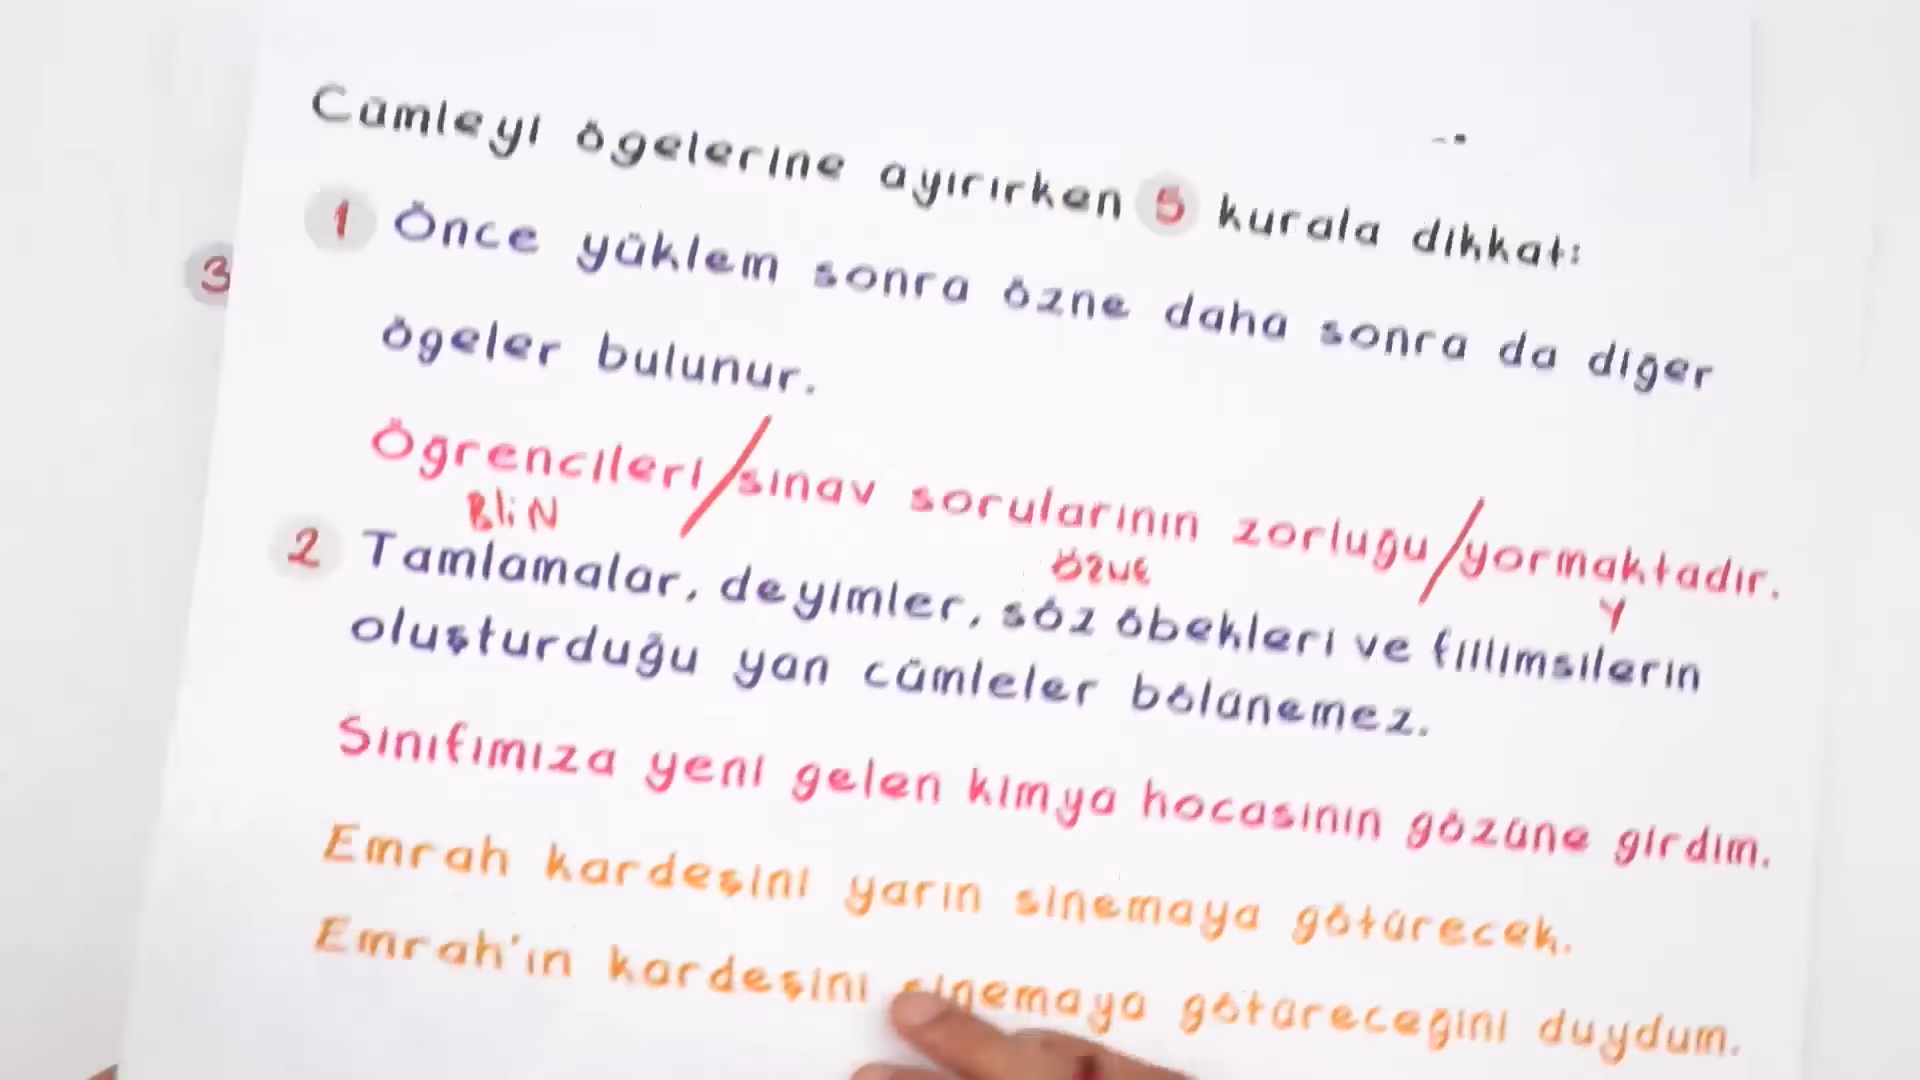 Cümleyi ögelerine ayırırken 5 kurala dikkat:
1 Önce yüklem sonra özne daha sonra da diğer
3
ögeler bulunur.
Öğrencileri/sınav sorularının zorluğu/yormaktadır.
BliN
özne
Y
2 Tamlamalar, deyimler, söz öbekleri ve fiilimsilerin
oluşturduğu yan cümleler bölünemez.
Sınıfımıza yeni gelen kimya hocasının gözüne girdim.
Emrah kardeşini yarın sinemaya götürecek.
Emrah'ın kardeşini sinemaya götüreceğini duydum.